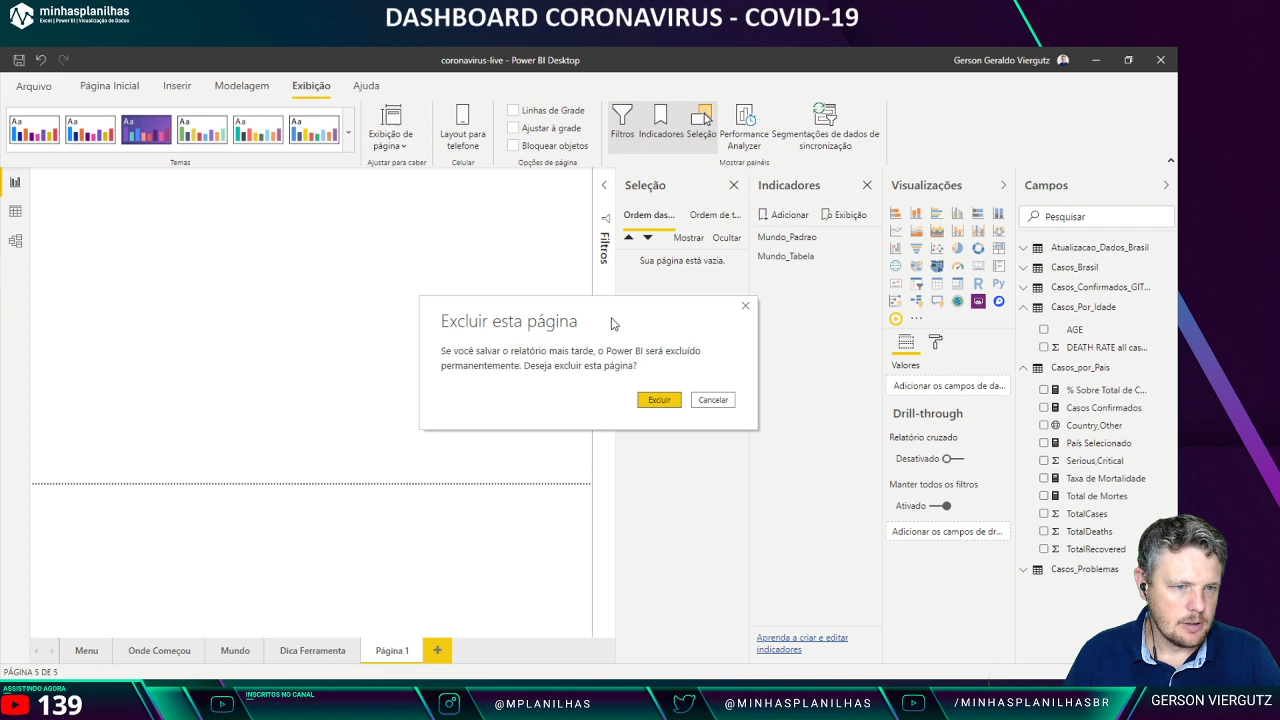 minhasplanilhas
Excel | Power BI | Visualização de Dados
DASHBOARD CORONAVIRUS - COVID-19
coronavirus-live - Power BI Desktop
Gerson Geraldo Viergutz
Arquivo
Página Inicial
Inserir
Modelagem
Exibição
Ajuda
Aa
Aa
Aa
Aa
Aa
Aa
Temas
Exibição de
página
Ajustar para caber
Layout para
telefone
Celular
Linhas de Grade
Ajustar à grade
Bloquear objetos
Opções de página
Filtros
Indicadores
Seleção
Performance
Analyzer
Segmentações de dados de
sincronização
Mostrar painéis
Filtros
Seleção
Ordem das...
Ordem de t...
Mostrar
Ocultar
Sua página está vazia.
Indicadores
Adicionar
Exibição
Mundo_Padrao
Mundo_Tabela
Aprenda a criar e editar
indicadores
Visualizações
R
Py
Valores
Adicionar os campos de da...
Drill-through
Relatório cruzado
Desativado
Manter todos os filtros
Ativado
Adicionar os campos de dr...
Campos
Pesquisar
Atualizacao_Dados_Brasil
Casos_Brasil
Casos_Confirmados_GIT...
Casos_Por_Idade
AGE
DEATH RATE all cas...
Casos_por_Pais
% Sobre Total de C...
Casos Confirmados
Country,Other
País Selecionado
Serious,Critical
Taxa de Mortalidade
Total de Mortes
TotalCases
TotalDeaths
TotalRecovered
Casos_Problemas
Excluir esta página
Se você salvar o relatório mais tarde, o Power BI será excluído
permanentemente. Deseja excluir esta página?
Excluir
Cancelar
Menu
Onde Começou
Mundo
Dica Ferramenta
Página 1
PÁGINA 5 DE 5
ASSISTINDO AGORA
139
INSCRITOS NO CANAL
@MPLANILHAS
@MINHASPLANILHAS
/MINHASPLANILHASBR
GERSON VIERGUTZ